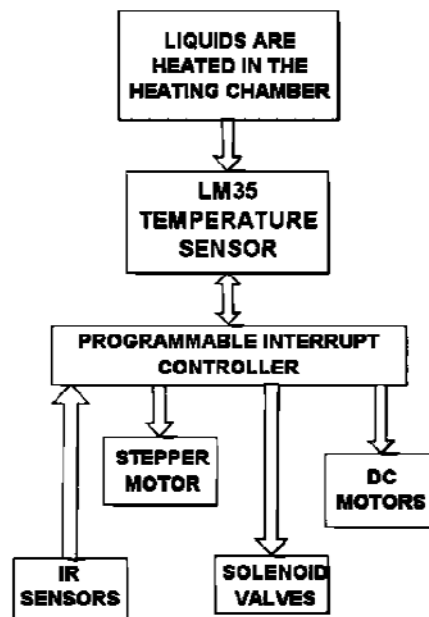 LIQUIDS ARE
HEATED IN THE
HEATING CHAMBER
LM35
TEMPERATURE
SENSOR
PROGRAMMABLE INTERRUPT
CONTROLLER
STEPPER
MOTOR
DC
MOTORS
IR
SENSORS
SOLENOID
VALVES